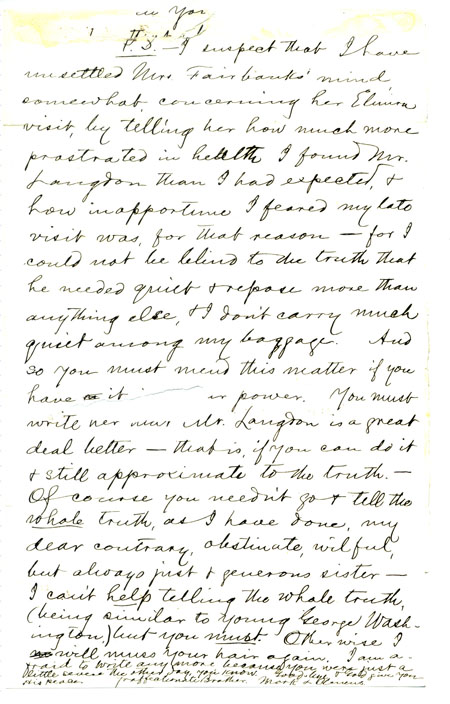 in you
P.S.—I suspect that I have
unsettled Mrs Fairbanks' mind
somewhat, concerning her Elmira
visit, by telling her how much more
prostrated in health I found Mr.
Langdon than I had expected, &
how inopportune I feared my late
visit was, for that reason — for I
could not be blind to the truth that
he needed quiet & repose more than
anything else, & I don't carry much
quiet among my baggage. And
so you must mend this matter if you
have it power. You must
write her Mr. Langdon is a great
deal better — that is, if you can do it
& still approximate to the truth. —
Of course you needn't go & tell the
whole truth, as I have done, my
dear contrary, obstinate, wilful,
but always just & generous sister —
I can't help telling the whole truth,
(being similar to young George Wash-
ington,) but you must. Otherwise I
will muss your hair again. I am a-
fraid to write any more because you were just a
little severe the other day, you know. Good-bye, & God give you
His peace. Affectionate Brother. Mark